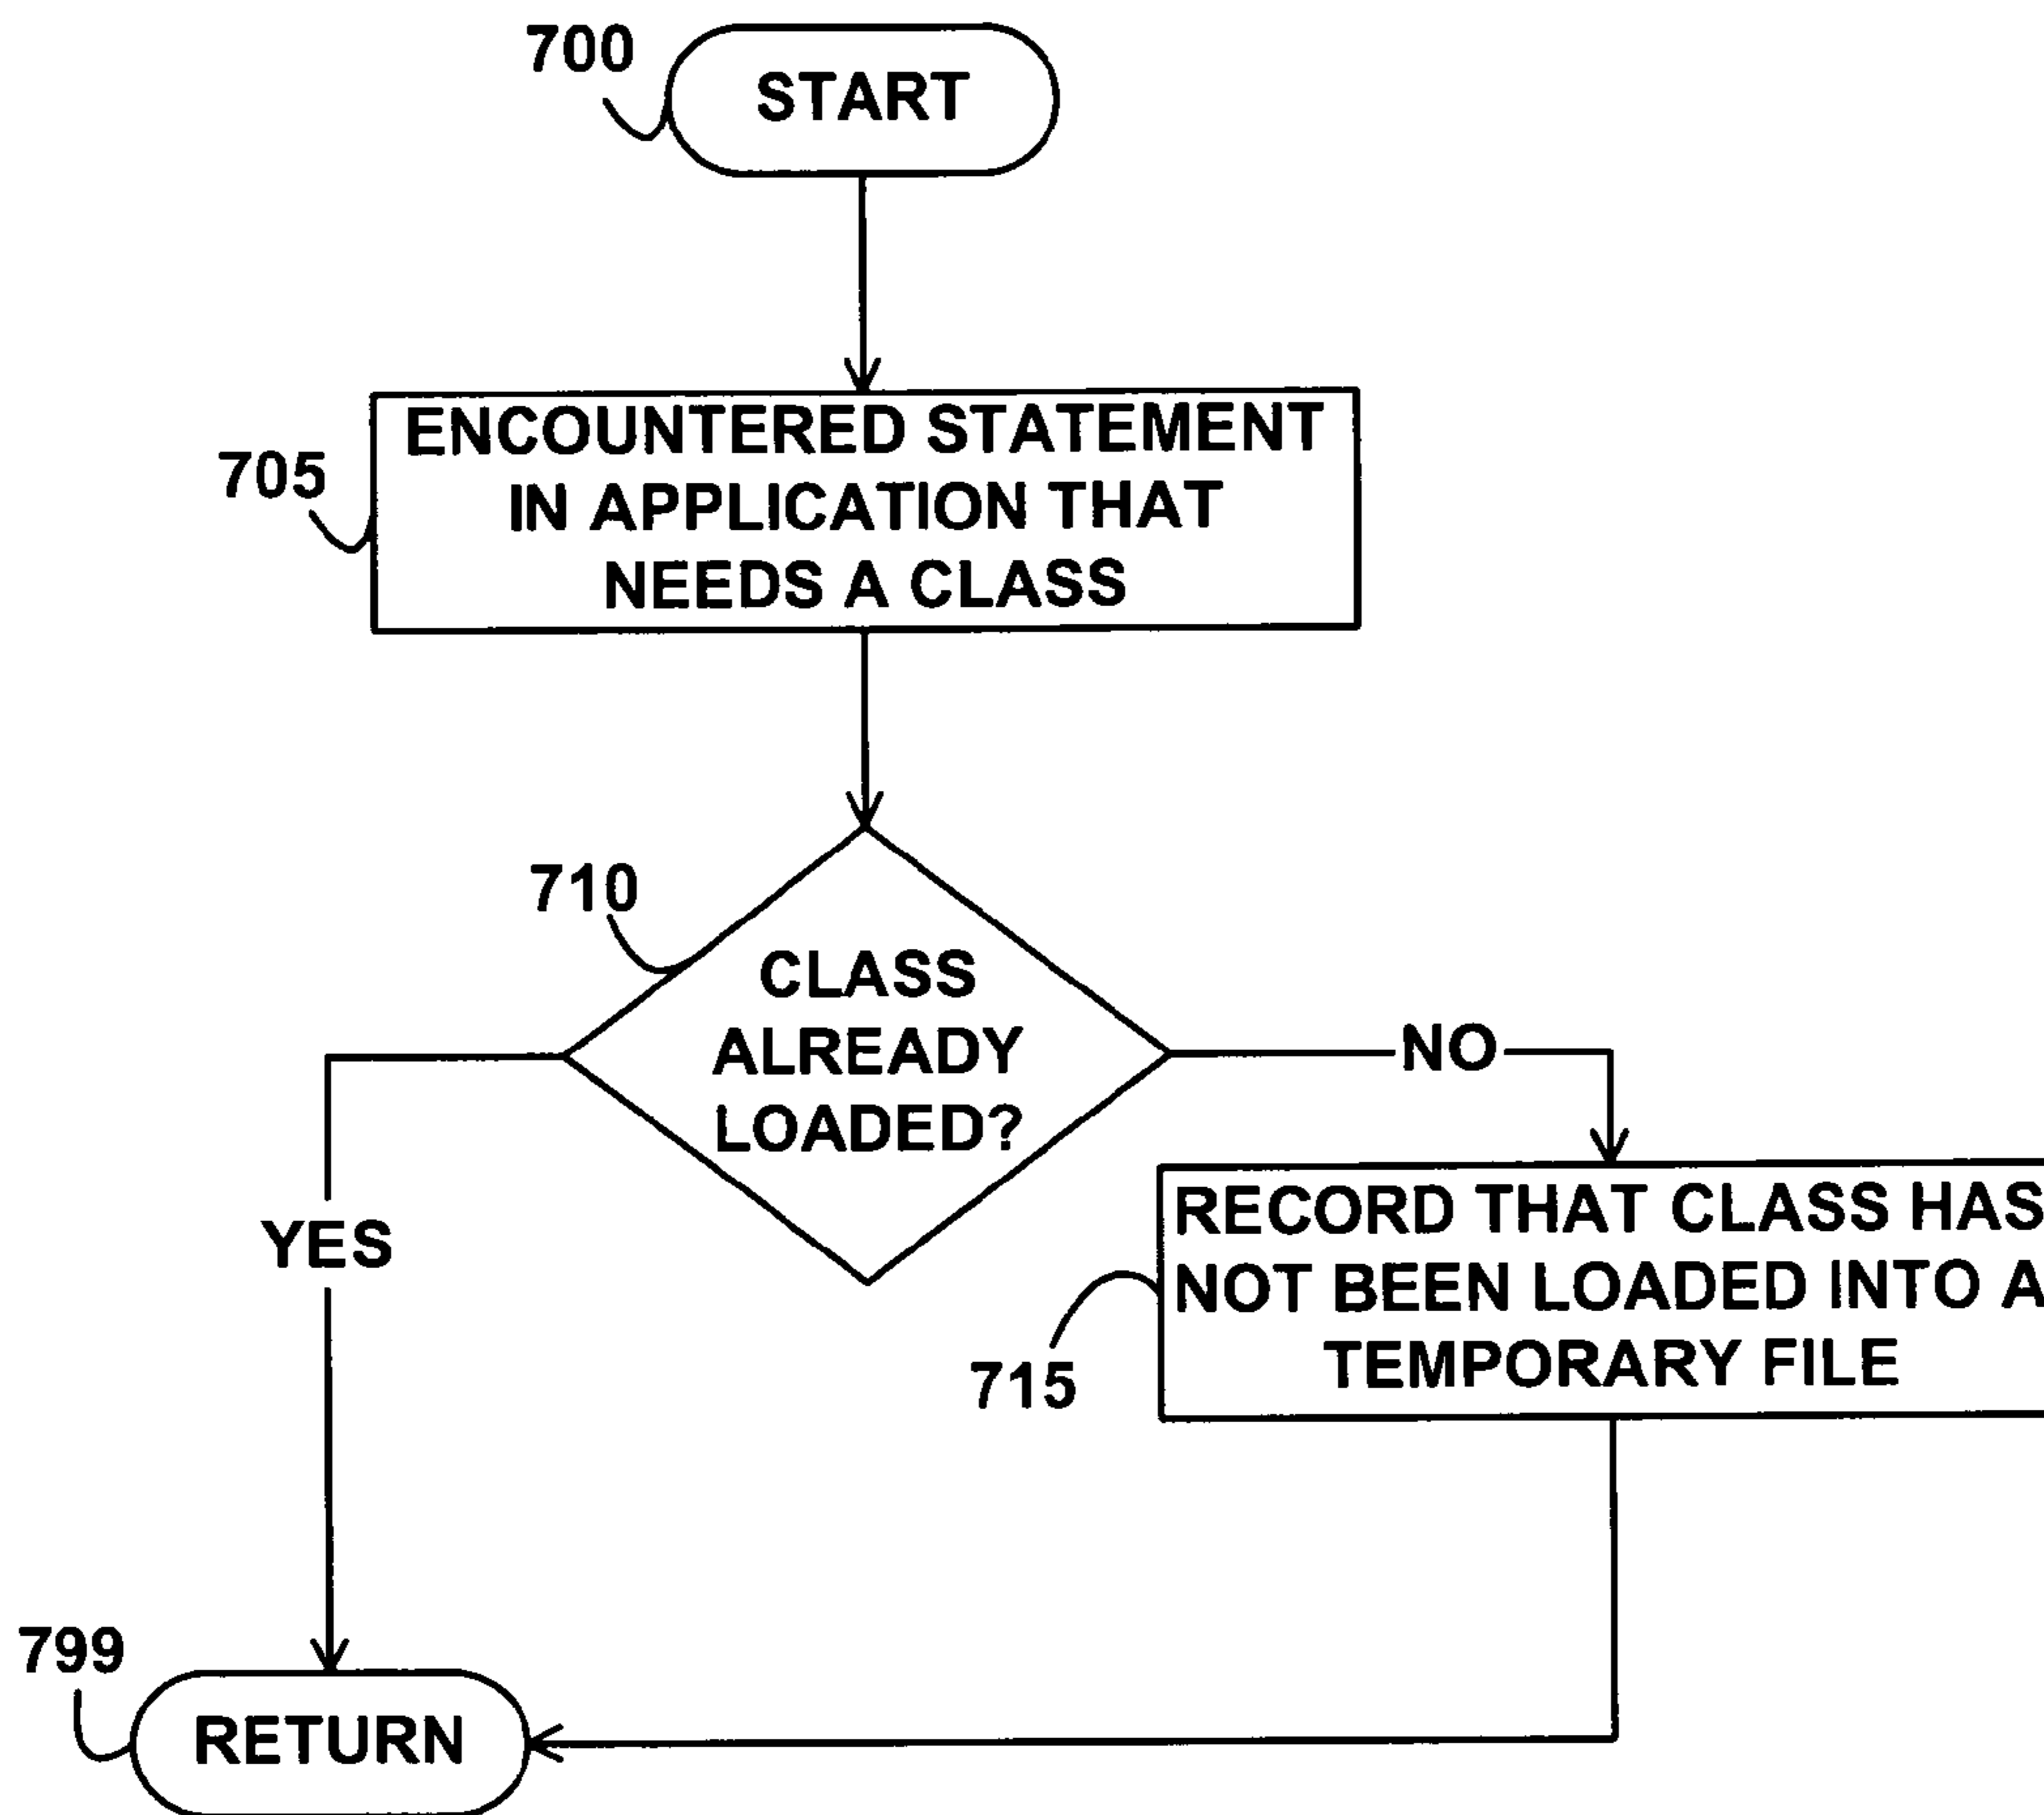 700
START
705
ENCOUNTERED STATEMENT
IN APPLICATION THAT
NEEDS A CLASS
710
CLASS
ALREADY
LOADED?
NO
YES
715
RECORD THAT CLASS HAS
NOT BEEN LOADED INTO A
TEMPORARY FILE
799
RETURN